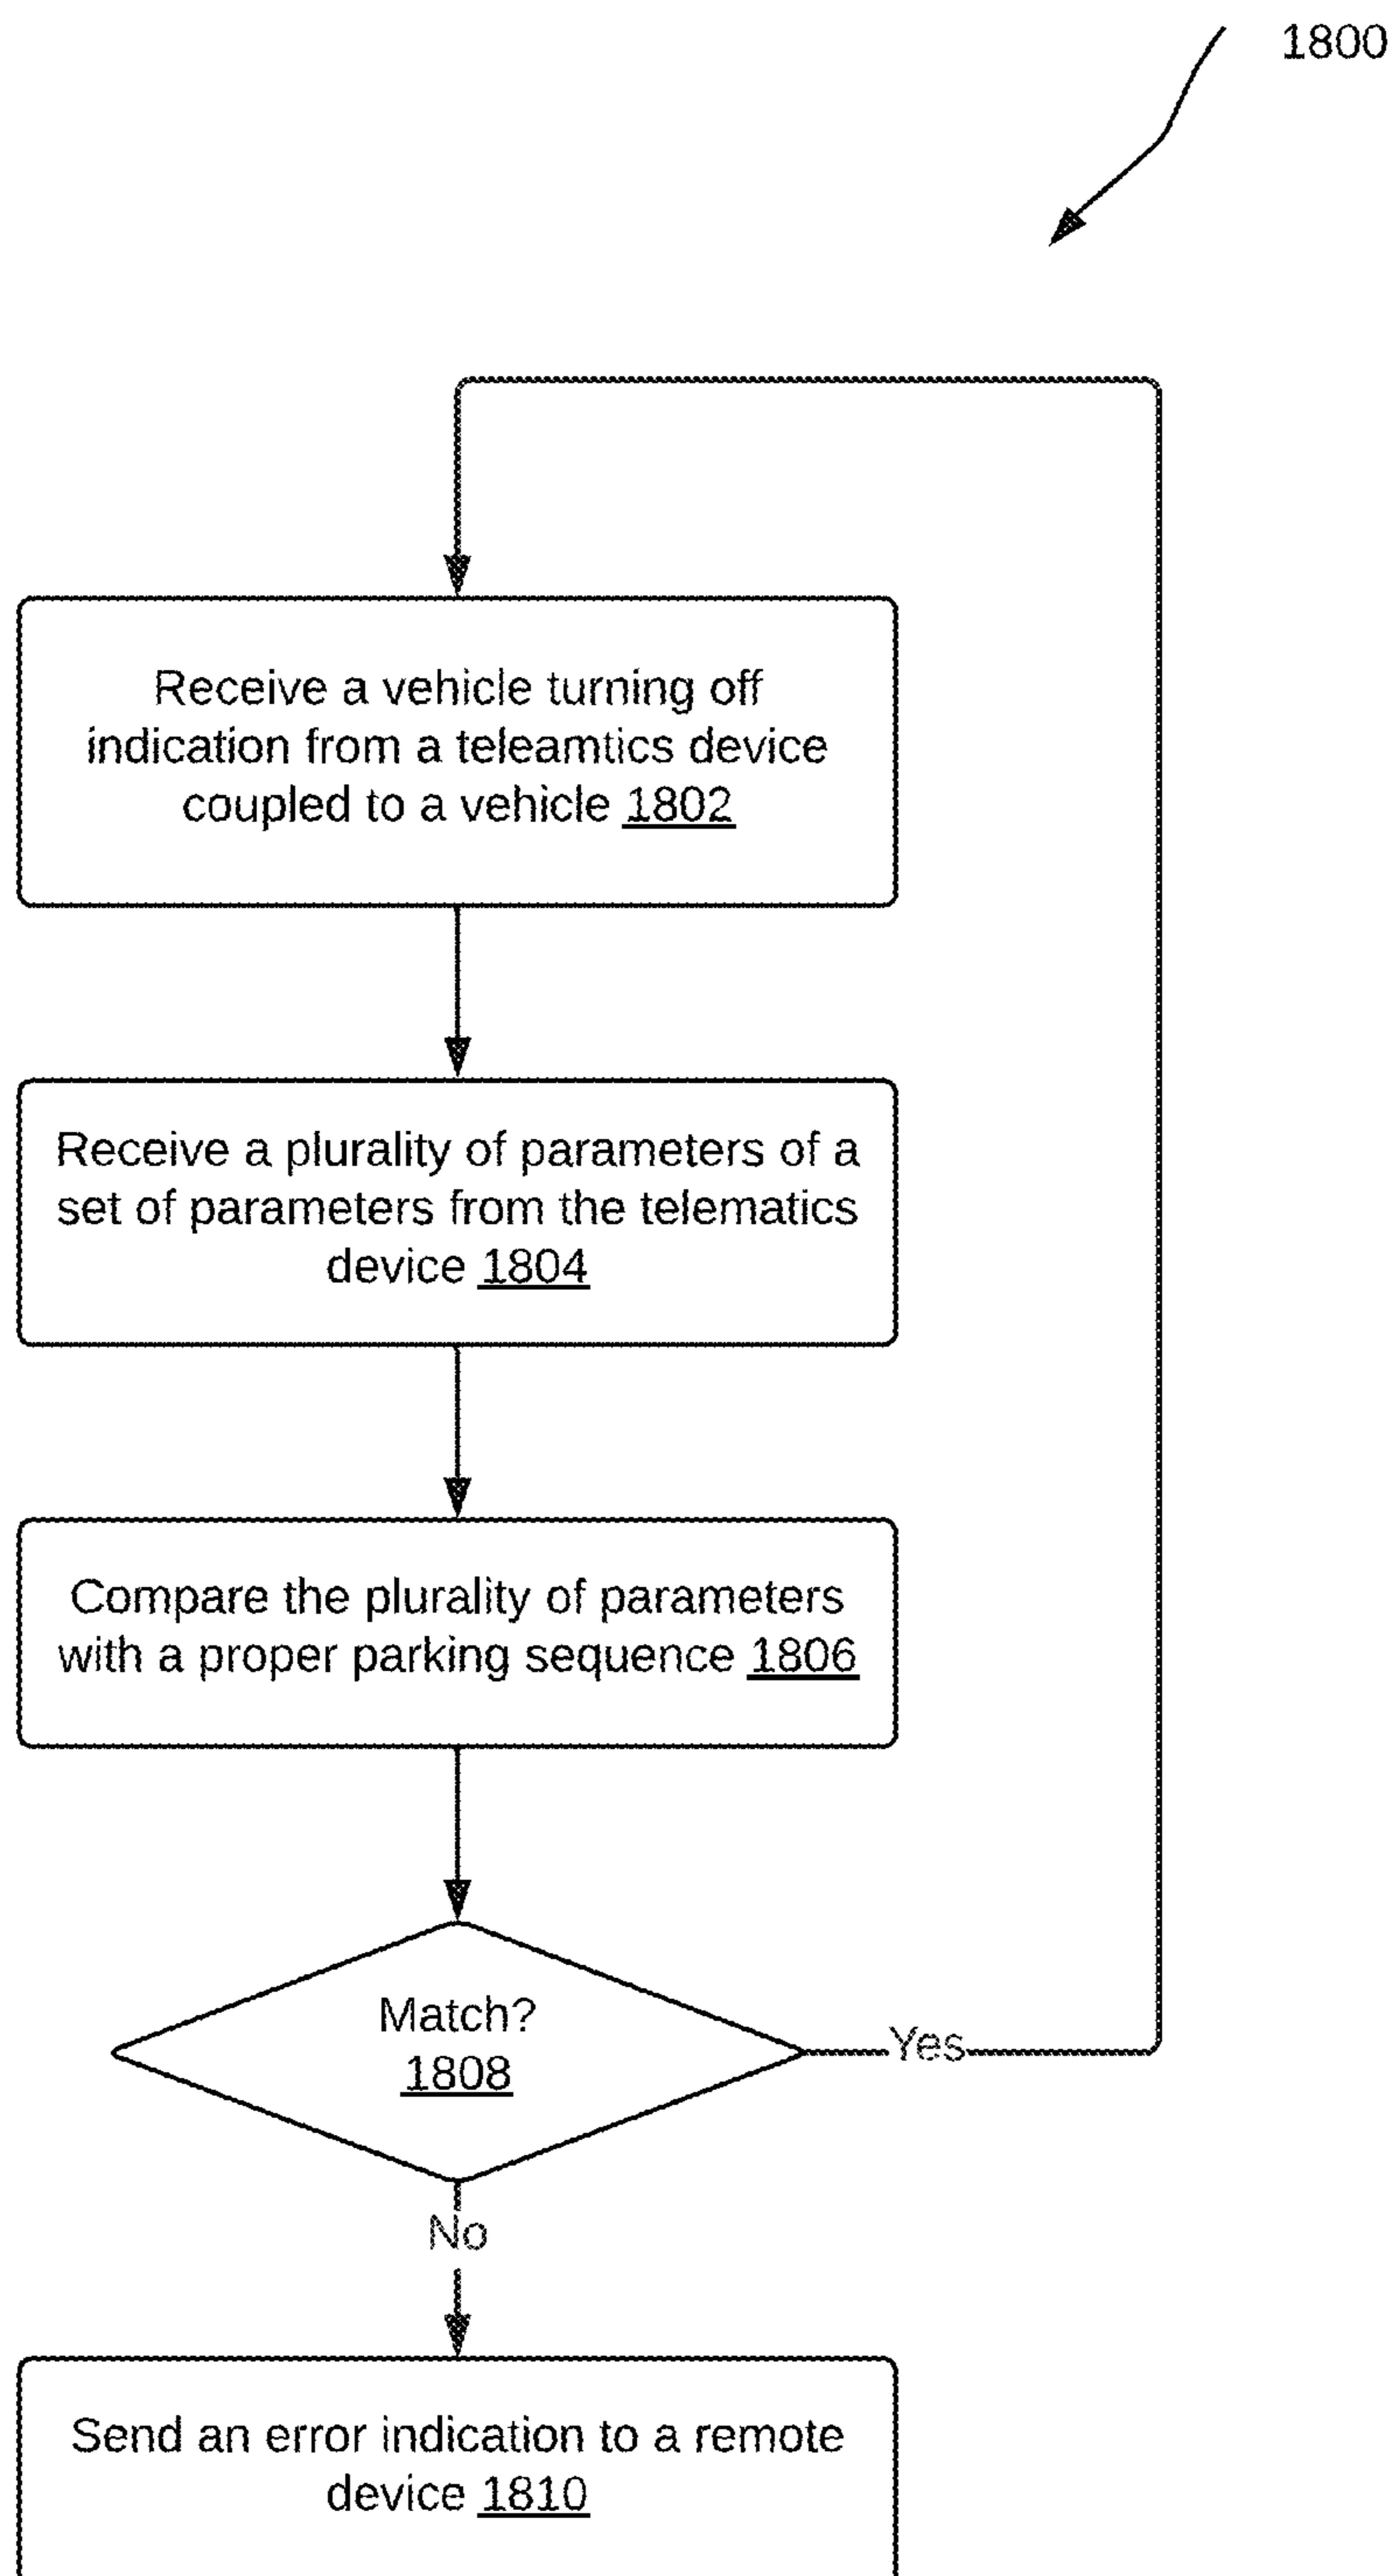 1800
Receive a vehicle turning off
indication from a teleamtics device
coupled to a vehicle 1802
Receive a plurality of parameters of a
set of parameters from the telematics
device 1804
Compare the plurality of parameters
with a proper parking sequence 1806
Match?
1808
Yes
No
Send an error indication to a remote
device 1810